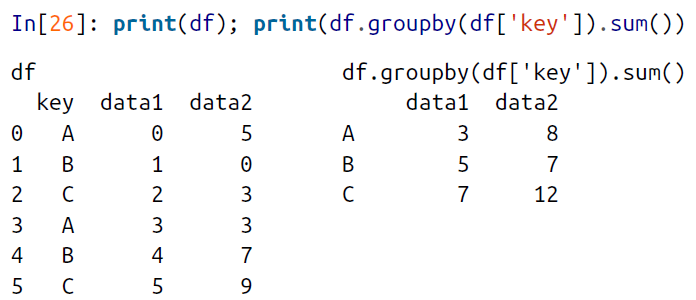 In[26]: print(df); print(df.groupby(df['key']).sum())
df                       df.groupby(df['key']).sum()
  key  data1  data2           data1  data2
0   A      0      5      A        3      8
1   B      1      0      B        5      7
2   C      2      3      C        7     12
3   A      3      3
4   B      4      7
5   C      5      9